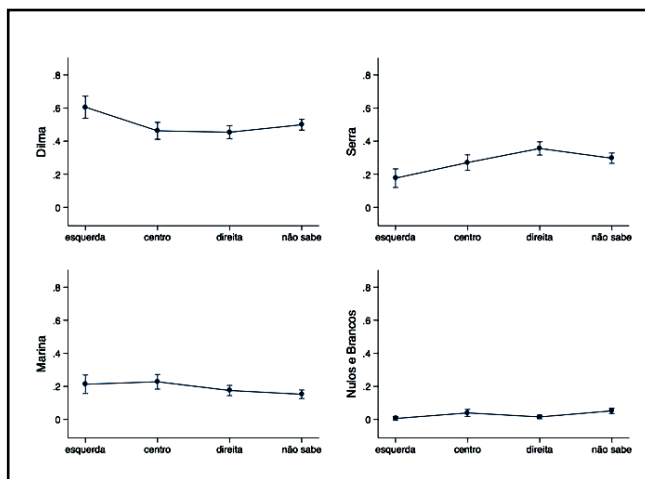 Dilma
.8
.6
.4
.2
0
esquerda centro direita não sabe
Serra
.8
.6
.4
.2
0
esquerda centro direita não sabe
Marina
.8
.6
.4
.2
0
esquerda centro direita não sabe
Nulos e Brancos
.8
.6
.4
.2
0
esquerda centro direita não sabe